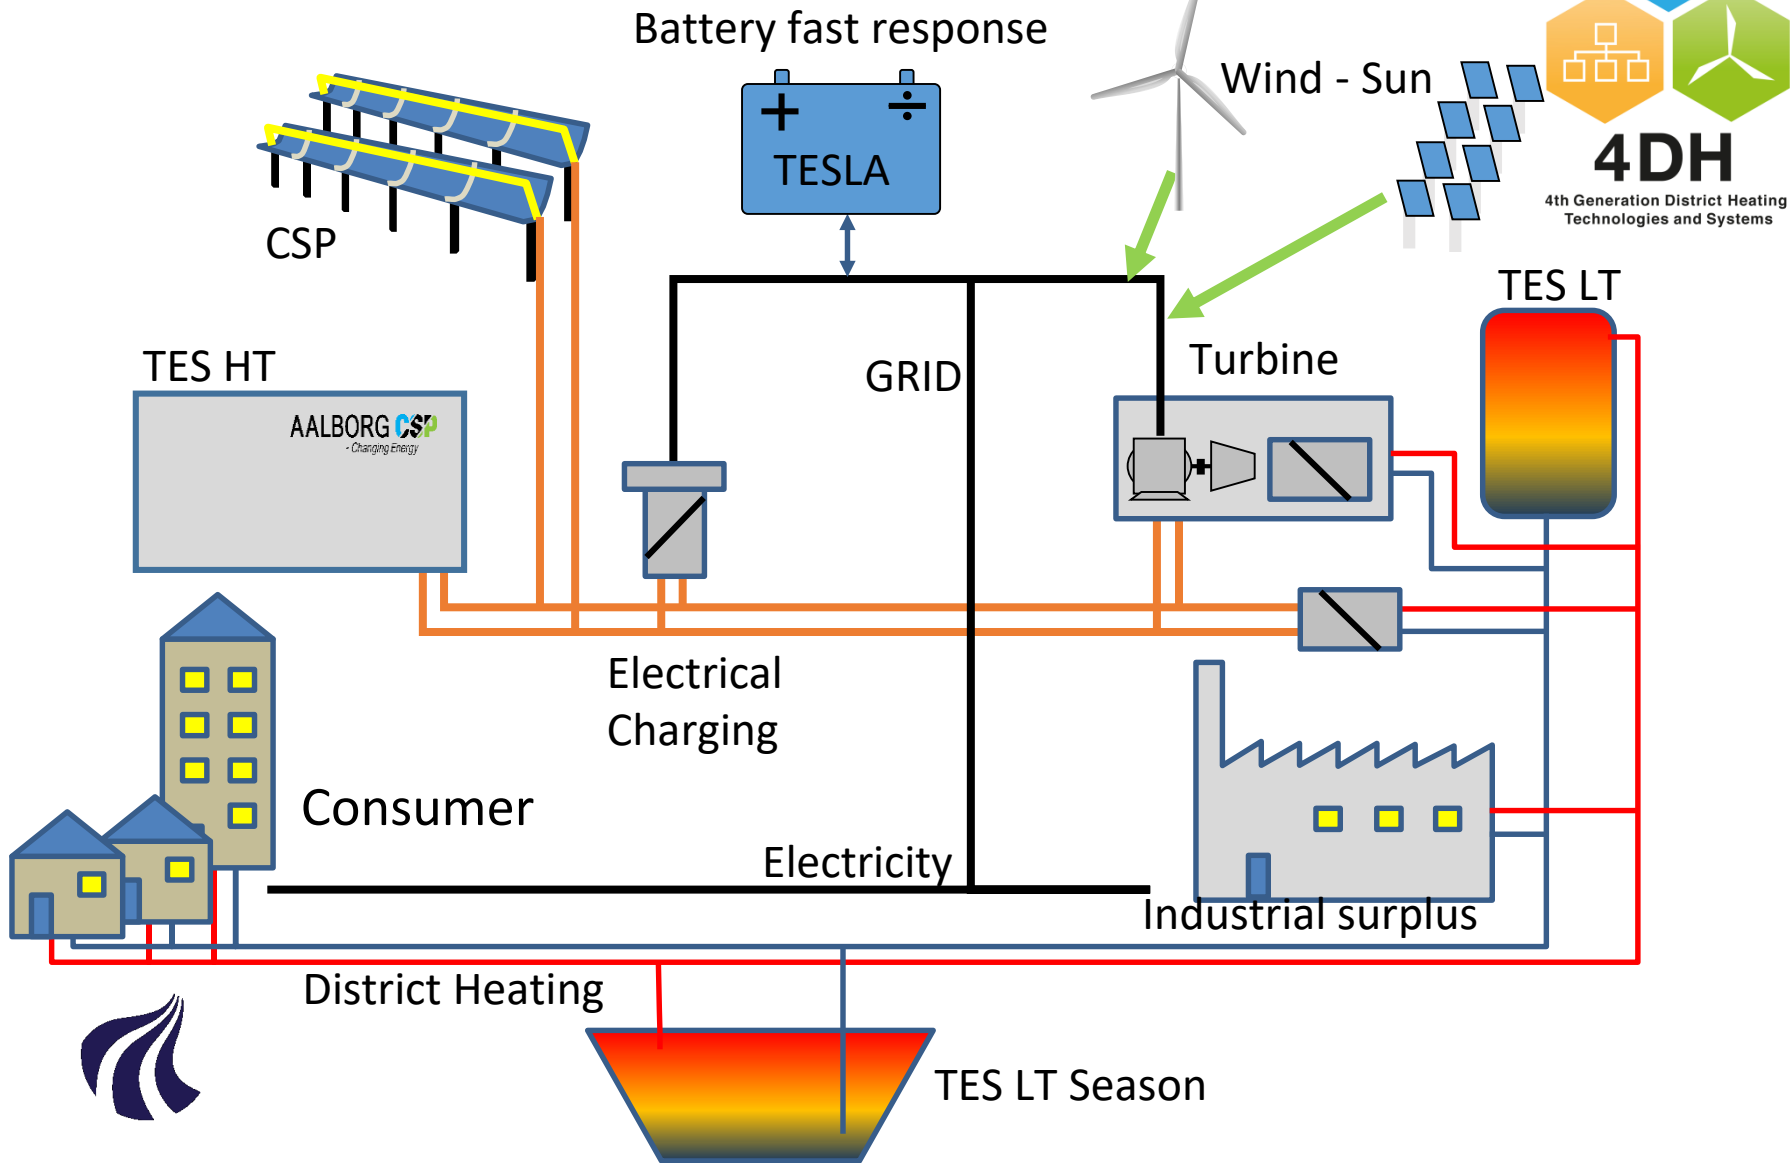 Battery fast response
Wind - Sun
+ ÷
TESLA
4DH
4th Generation District Heating
Technologies and Systems
CSP
TES LT
TES HT
GRID
Turbine
AALBORG CSP
- Changing Energy
Electrical
Charging
Consumer
Electricity
Industrial surplus
District Heating
TES LT Season